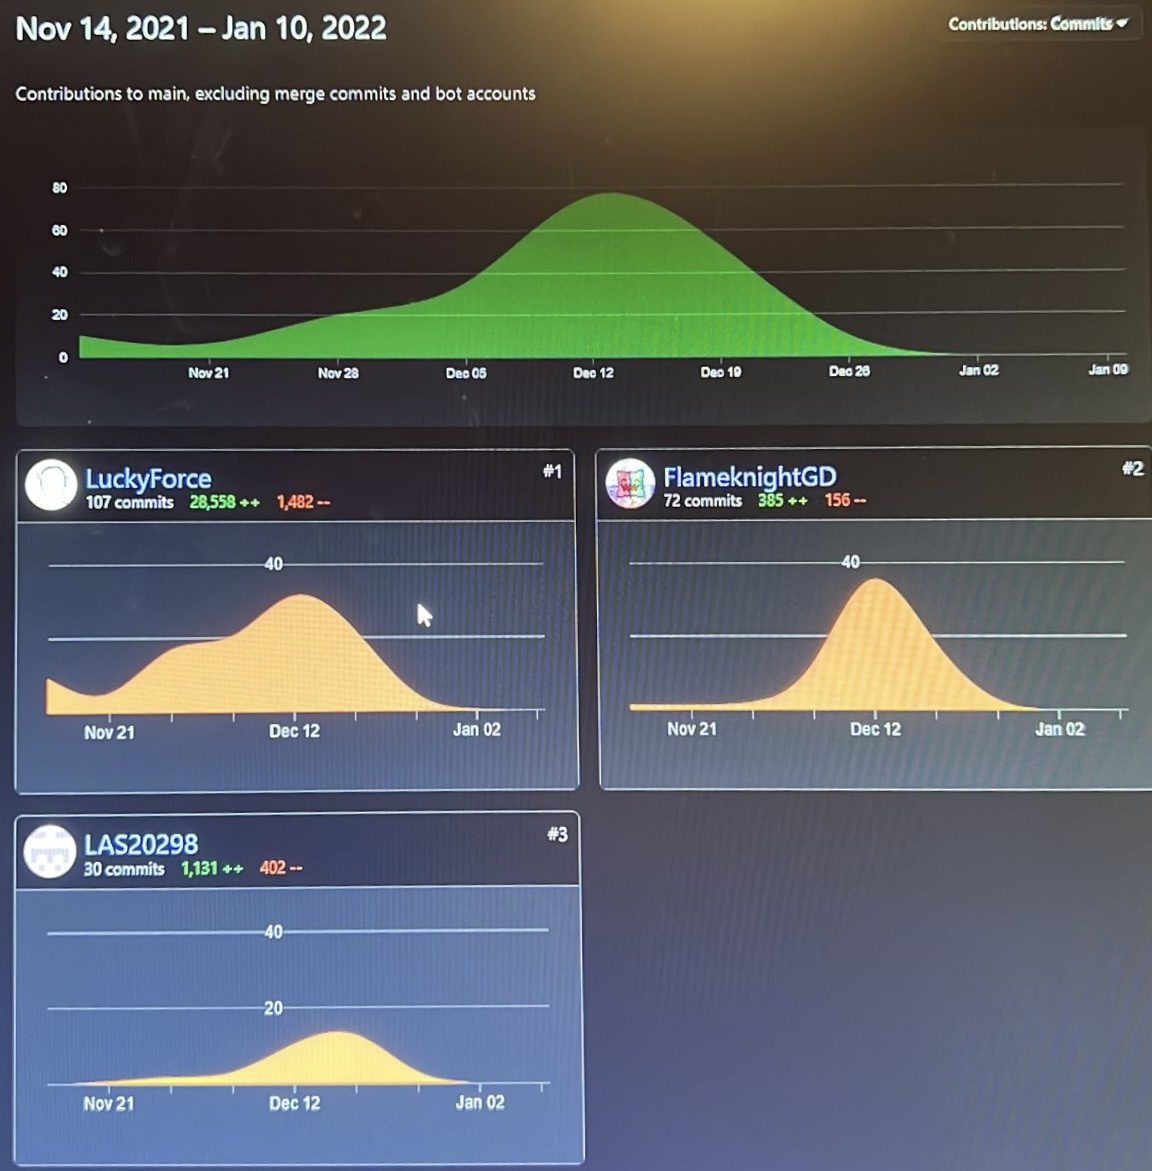 Nov 14, 2021 – Jan 10, 2022
Contributions: Commits
Contributions to main, excluding merge commits and bot accounts
80
60
40
20
0
Nov 21 Nov 28 Dec 05 Dec 12 Dec 19 Dec 26 Jan 02 Jan 09
LuckyForce #1
107 commits 28,558 ++ 1,482 --
40
Nov 21 Dec 12 Jan 02
FlameknightGD #2
72 commits 385 ++ 156 --
40
Nov 21 Dec 12 Jan 02
LAS20298 #3
30 commits 1,131 ++ 402 --
40
20
Nov 21 Dec 12 Jan 02